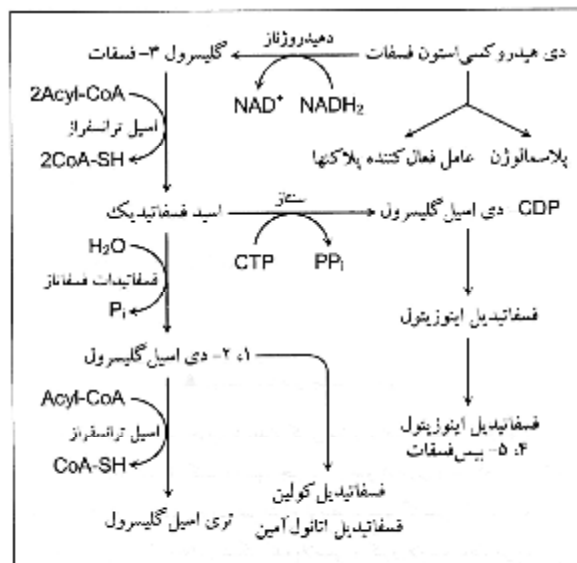 دی هیدروکسی‌استون فسفات
دهیدروژناز
گلیسرول ۳- فسفات
NADH₂
NAD⁺
2Acyl-CoA
اسیل ترانسفراز
2CoA-SH
پلاسمالوژن
عامل فعال‌کننده پلاکتها
CDP - دی اسیل گلیسرول
سنتاز
اسید فسفاتیدیک
CTP
PPᵢ
H₂O
فسفاتیدات فسفاتاز
Pᵢ
فسفاتیدیل اینوزیتول
۱، ۲- دی اسیل گلیسرول
Acyl-CoA
اسیل ترانسفراز
CoA-SH
فسفاتیدیل اینوزیتول
۴، ۵- بیس‌فسفات
فسفاتیدیل کولین
فسفاتیدیل اتانول‌آمین
تری اسیل گلیسرول